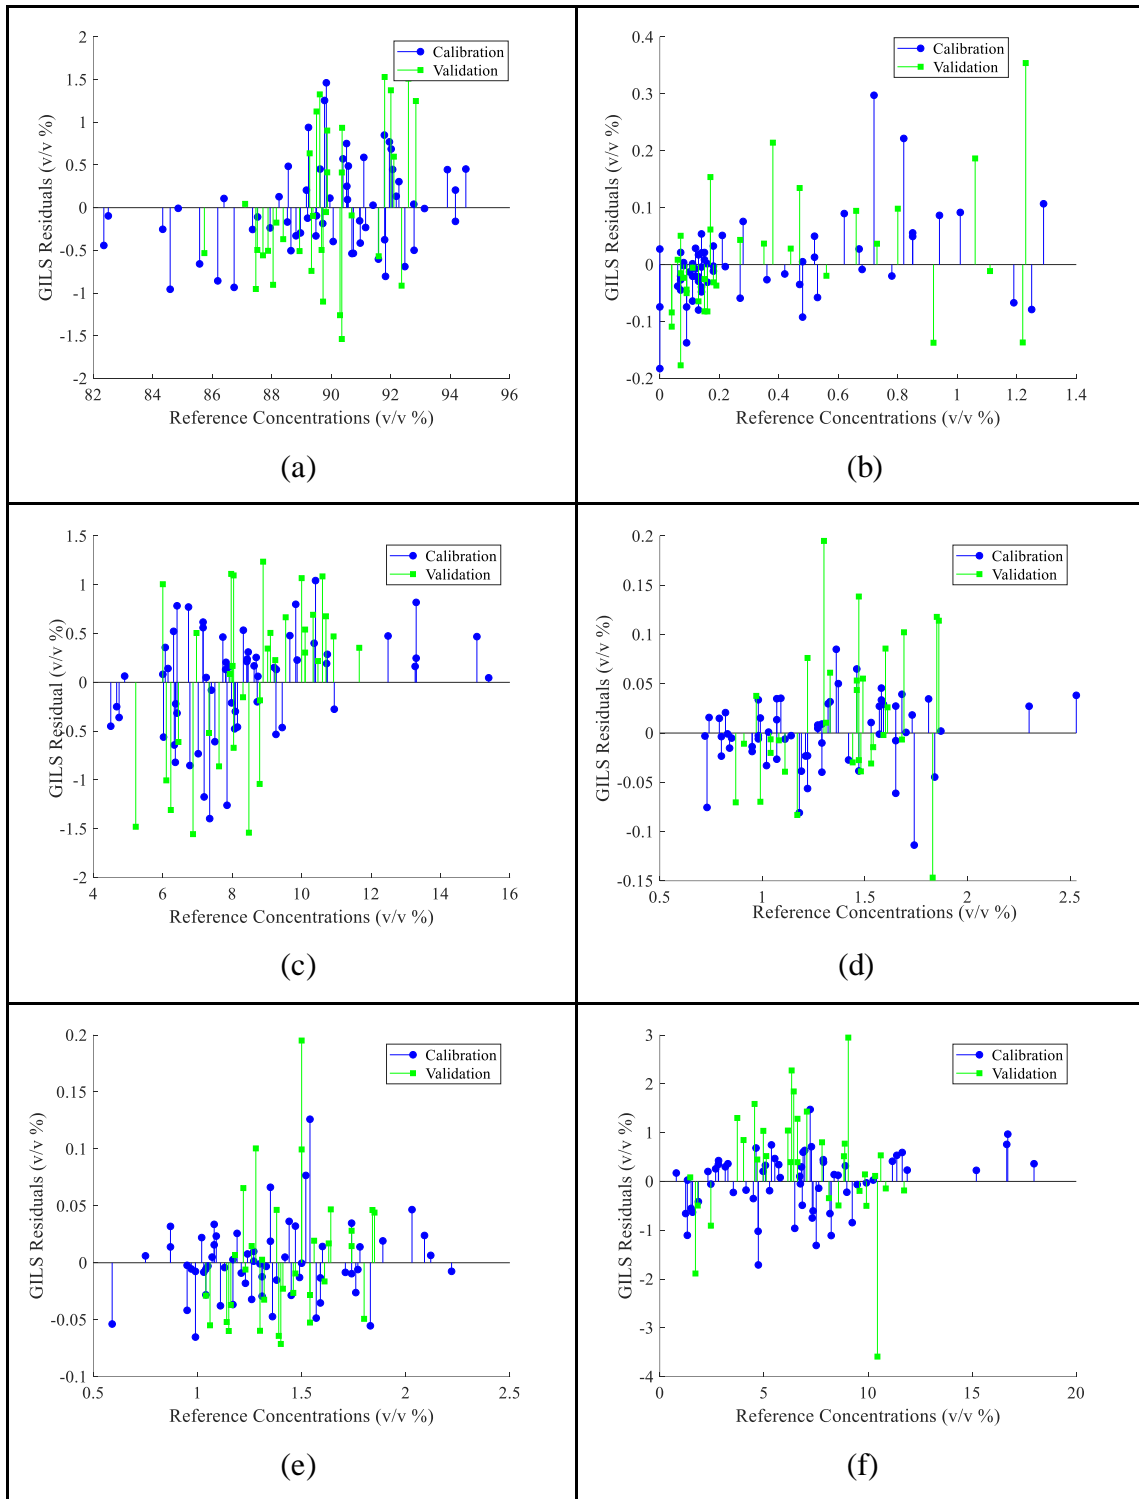 2
1.5
1
0.5
0
-0.5
-1
-1.5
-2
82 84 86 88 90 92 94 96
GILS Residuals (v/v %)
Reference Concentrations (v/v %)
Calibration
Validation
(a)
0.4
0.3
0.2
0.1
0
-0.1
-0.2
0 0.2 0.4 0.6 0.8 1 1.2 1.4
GILS Residuals (v/v %)
Reference Concentrations (v/v %)
Calibration
Validation
(b)
1.5
1
0.5
0
-0.5
-1
-1.5
-2
4 6 8 10 12 14 16
GILS Residual (v/v %)
Reference Concentrations (v/v %)
Calibration
Validation
(c)
0.2
0.15
0.1
0.05
0
-0.05
-0.1
-0.15
0.5 1 1.5 2 2.5
GILS Residuals (v/v %)
Reference Concentrations (v/v %)
Calibration
Validation
(d)
0.2
0.15
0.1
0.05
0
-0.05
-0.1
0.5 1 1.5 2 2.5
GILS Residuals (v/v %)
Reference Concentrations (v/v %)
Calibration
Validation
(e)
3
2
1
0
-1
-2
-3
-4
0 5 10 15 20
GILS Residuals (v/v %)
Reference Concentrations (v/v %)
Calibration
Validation
(f)